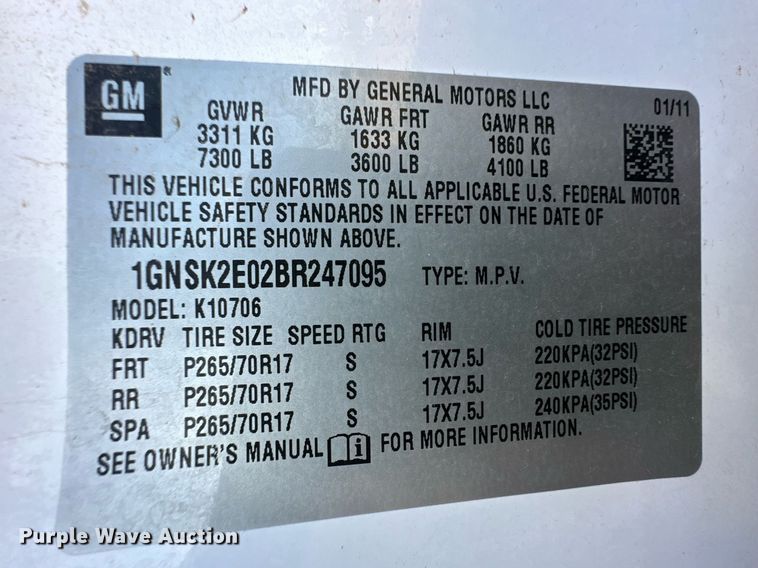 GM ®
MFD BY GENERAL MOTORS LLC
01/11
GVWR GAWR FRT GAWR RR
3311 KG 1633 KG 1860 KG
7300 LB 3600 LB 4100 LB
THIS VEHICLE CONFORMS TO ALL APPLICABLE U.S. FEDERAL MOTOR
VEHICLE SAFETY STANDARDS IN EFFECT ON THE DATE OF
MANUFACTURE SHOWN ABOVE.
1GNSK2E02BR247095 TYPE: M.P.V.
MODEL: K10706
KDRV TIRE SIZE SPEED RTG RIM COLD TIRE PRESSURE
FRT P265/70R17 S 17X7.5J 220KPA(32PSI)
RR P265/70R17 S 17X7.5J 220KPA(32PSI)
SPA P265/70R17 S 17X7.5J 240KPA(35PSI)
SEE OWNER'S MANUAL i FOR MORE INFORMATION.
Purple Wave Auction